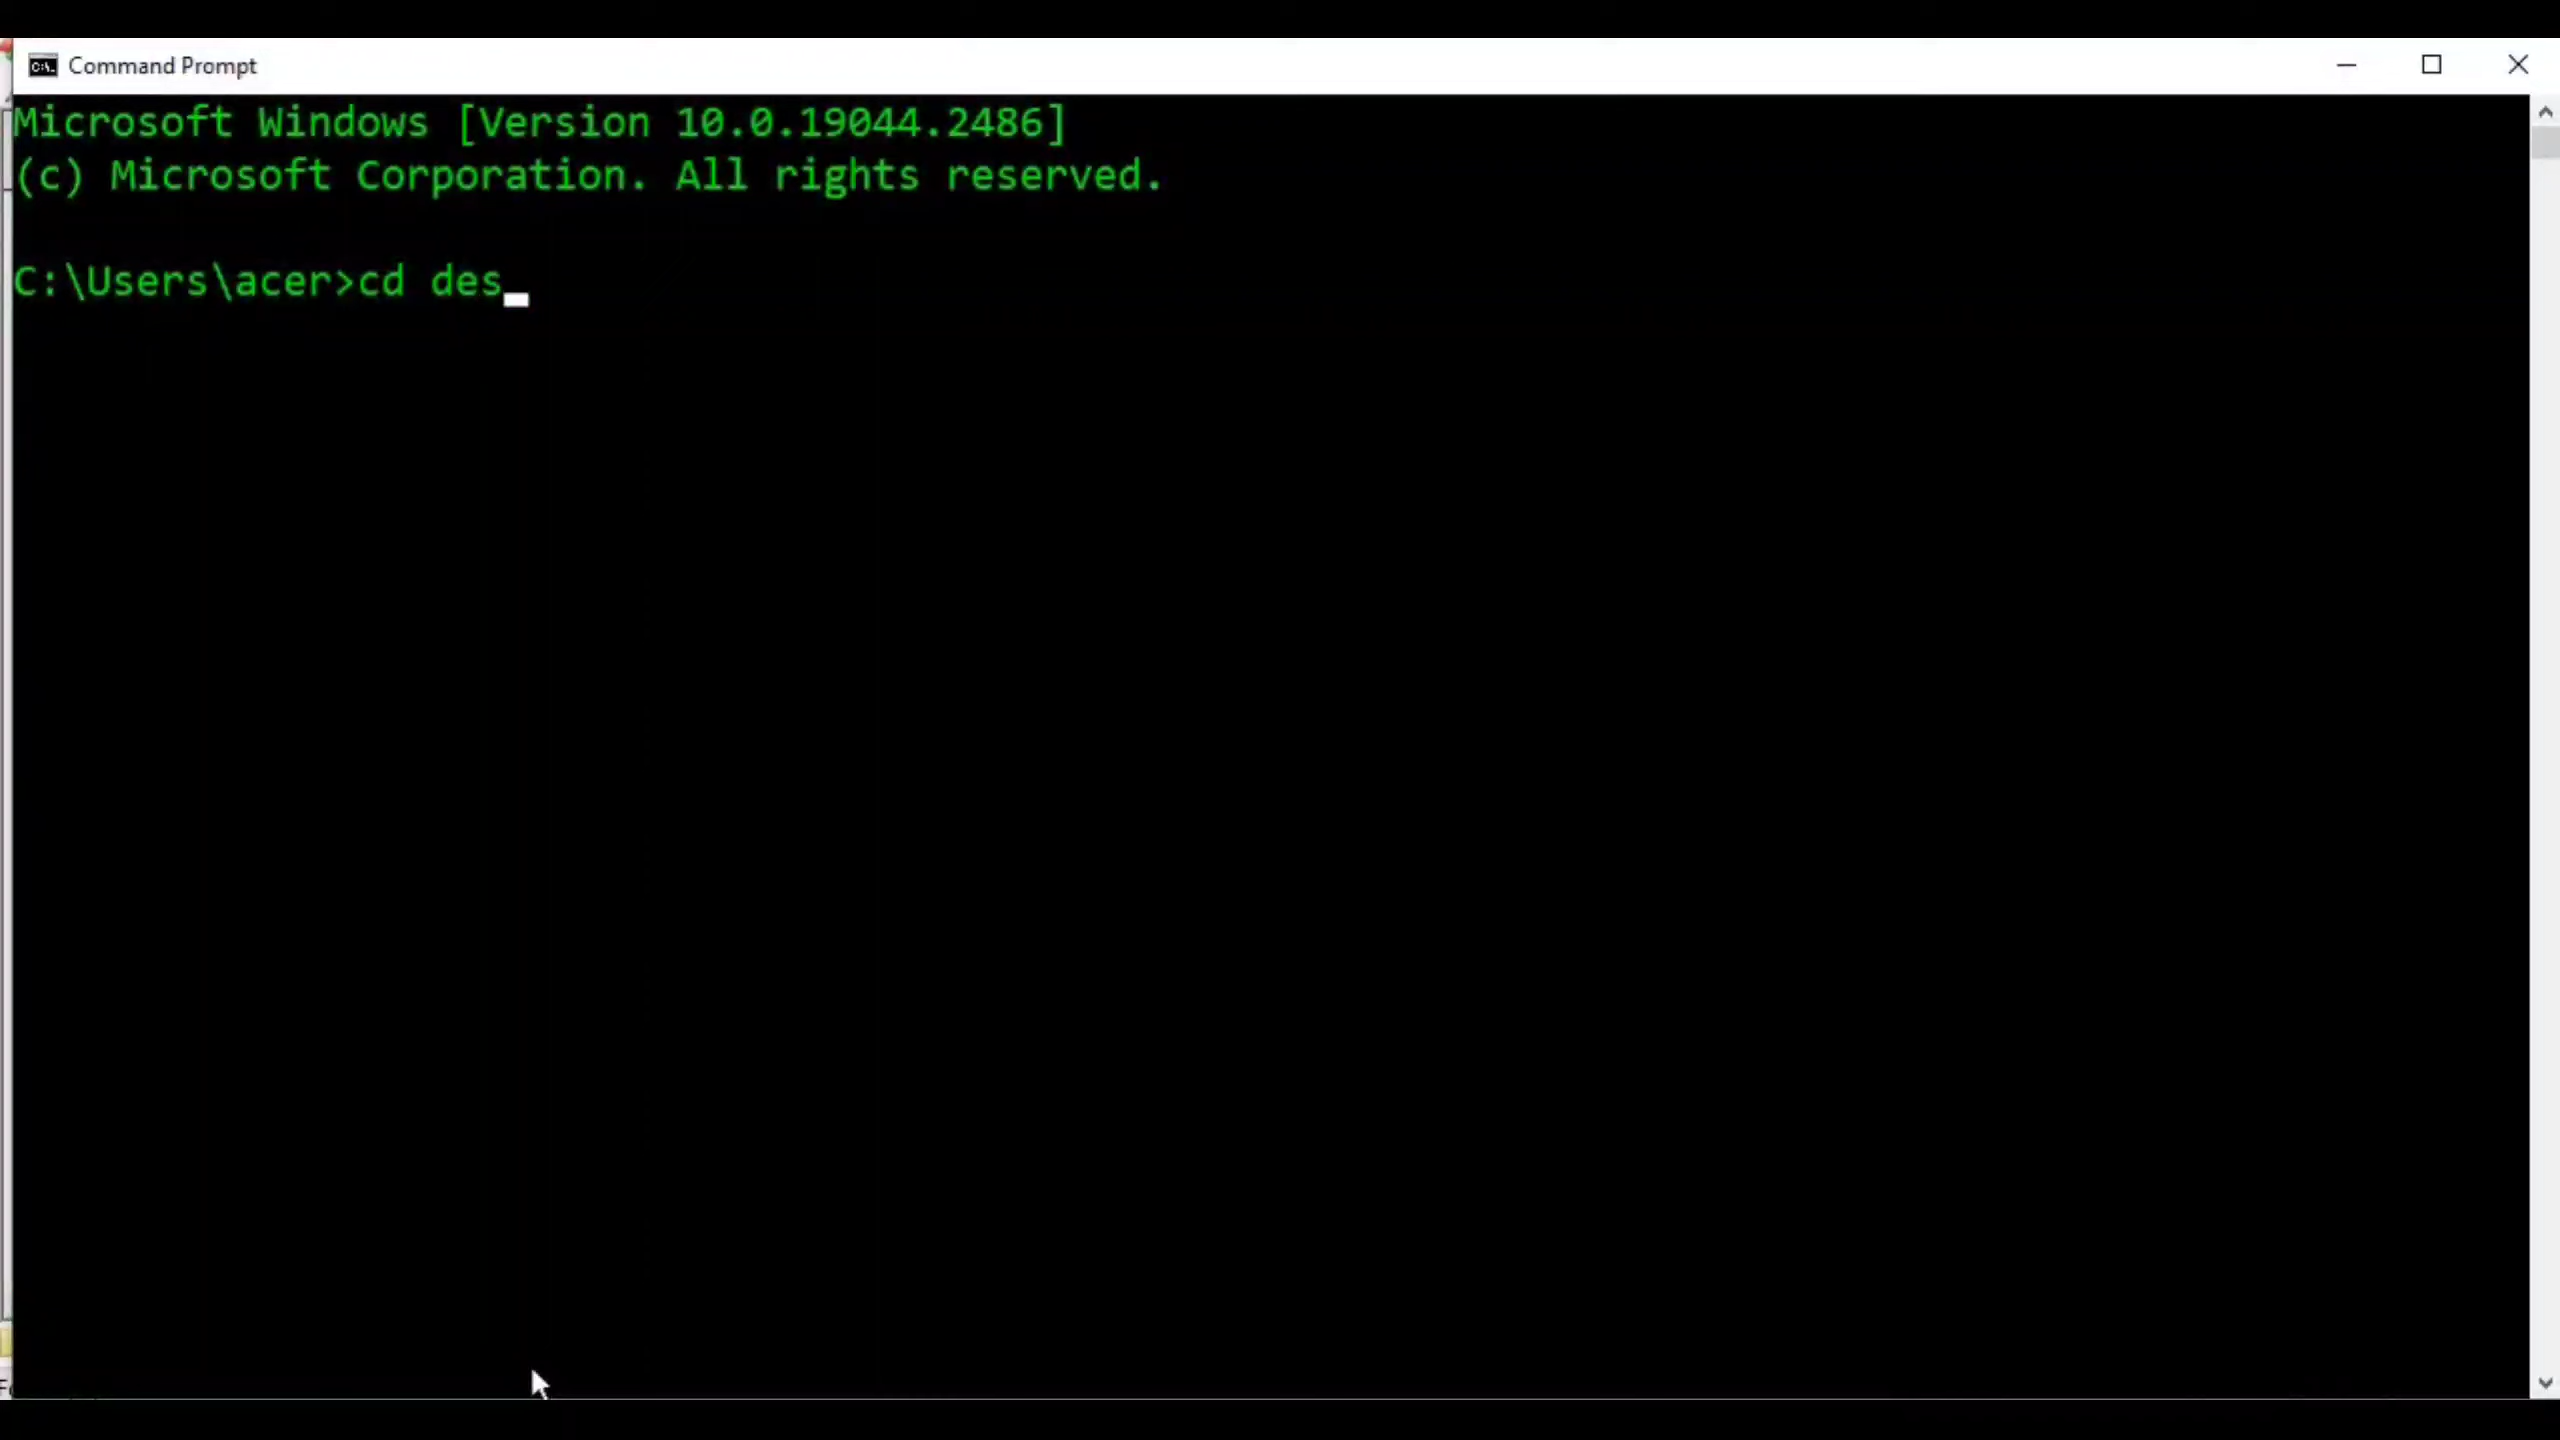 Command Prompt
Microsoft Windows [Version 10.0.19044.2486]
(c) Microsoft Corporation. All rights reserved.
C:\Users\acer>cd des